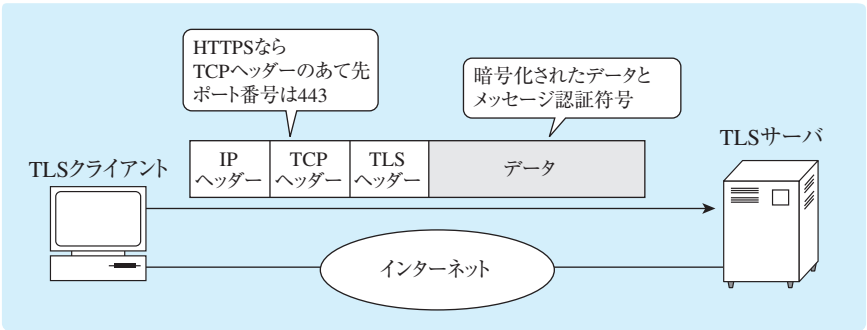 HTTPSなら
TCPヘッダーのあて先
ポート番号は443
暗号化されたデータと
メッセージ認証符号
TLSクライアント
IP
ヘッダー
TCP
ヘッダー
TLS
ヘッダー
データ
TLSサーバ
インターネット